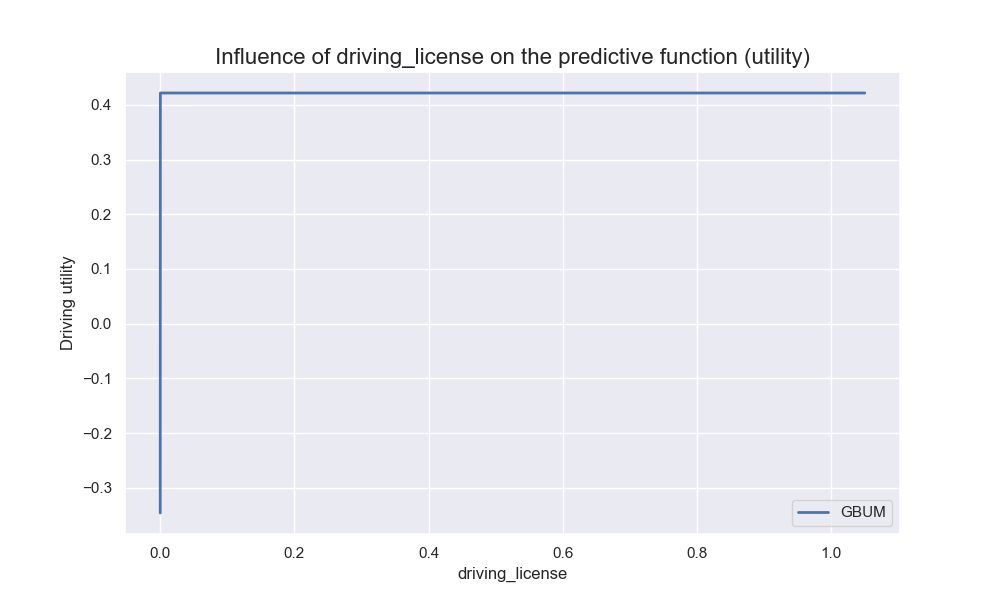 Influence of driving_license on the predictive function (utility)
0.4
0.3
0.2
0.1
0.0
−0.1
−0.2
−0.3
Driving utility
GBUM
0.0 0.2 0.4 0.6 0.8 1.0
driving_license